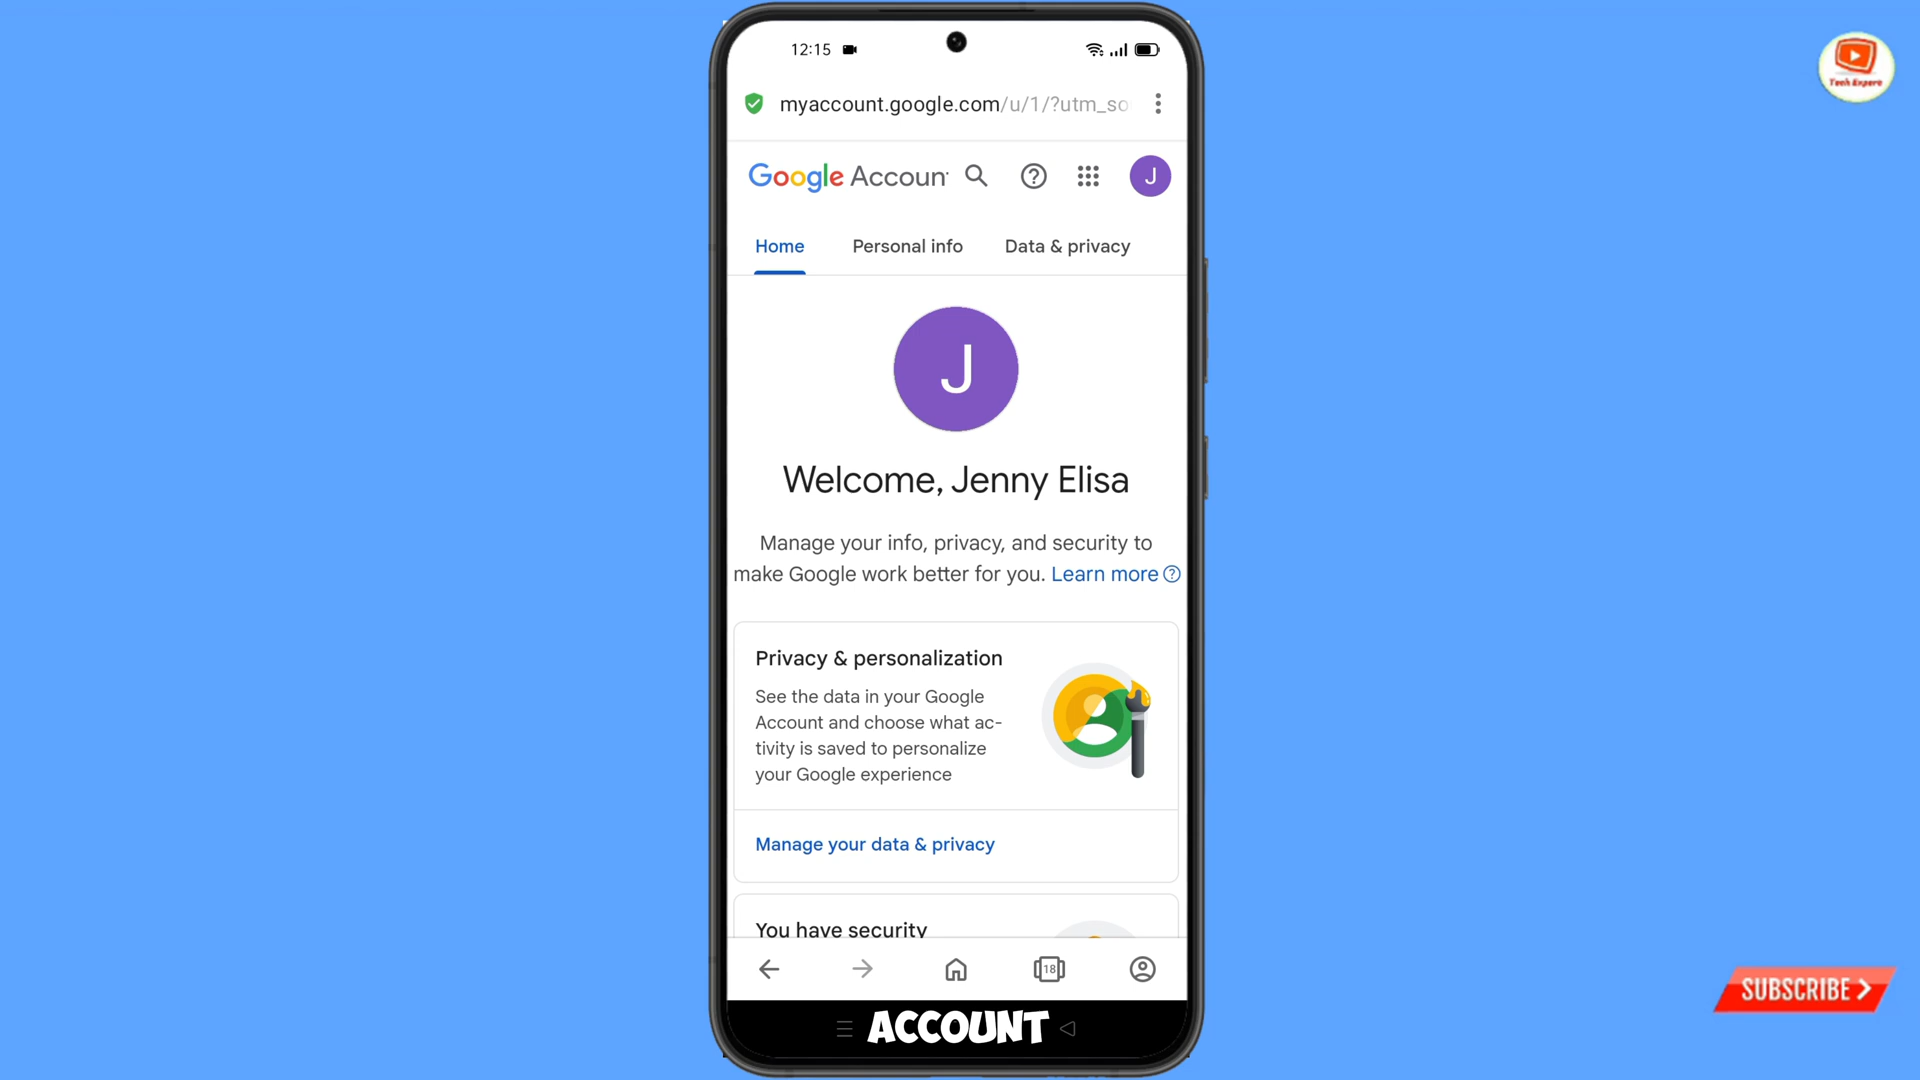 12:15
Tech Expere
myaccount.google.com/u/1/?utm_so
Google Accoun
J
Home Personal info Data & privacy
J
Welcome, Jenny Elisa
Manage your info, privacy, and security to
make Google work better for you. Learn more
Privacy & personalization
See the data in your Google
Account and choose what ac-
tivity is saved to personalize
your Google experience
Manage your data & privacy
You have security
18
SUBSCRIBE
ACCOUNT